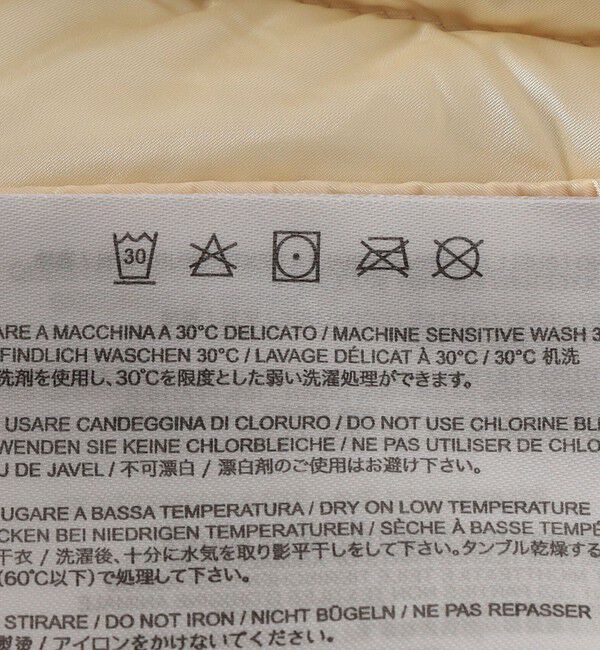 30
ARE A MACCHINA A 30°C DELICATO / MACHINE SENSITIVE WASH 3
FINDLICH WASCHEN 30°C / LAVAGE DÉLICAT À 30°C / 30°C 机洗
洗剤を使用し、30℃を限度とした弱い洗濯処理ができます。
USARE CANDEGGINA DI CLORURO / DO NOT USE CHLORINE BL
WENDEN SIE KEINE CHLORBLEICHE / NE PAS UTILISER DE CHLO
U DE JAVEL / 不可漂白 / 漂白剤のご使用はお避け下さい。
UGARE A BASSA TEMPERATURA / DRY ON LOW TEMPERATURE
CKEN BEI NIEDRIGEN TEMPERATUREN / SÈCHE À BASSE TEMPÉ
干衣 / 洗濯後、十分に水気を取り影平干しをして下さい。タンブル乾燥する
(60℃以下)で処理して下さい。
STIRARE / DO NOT IRON / NICHT BÜGELN / NE PAS REPASSER
熨烫 / アイロンをかけないてください。